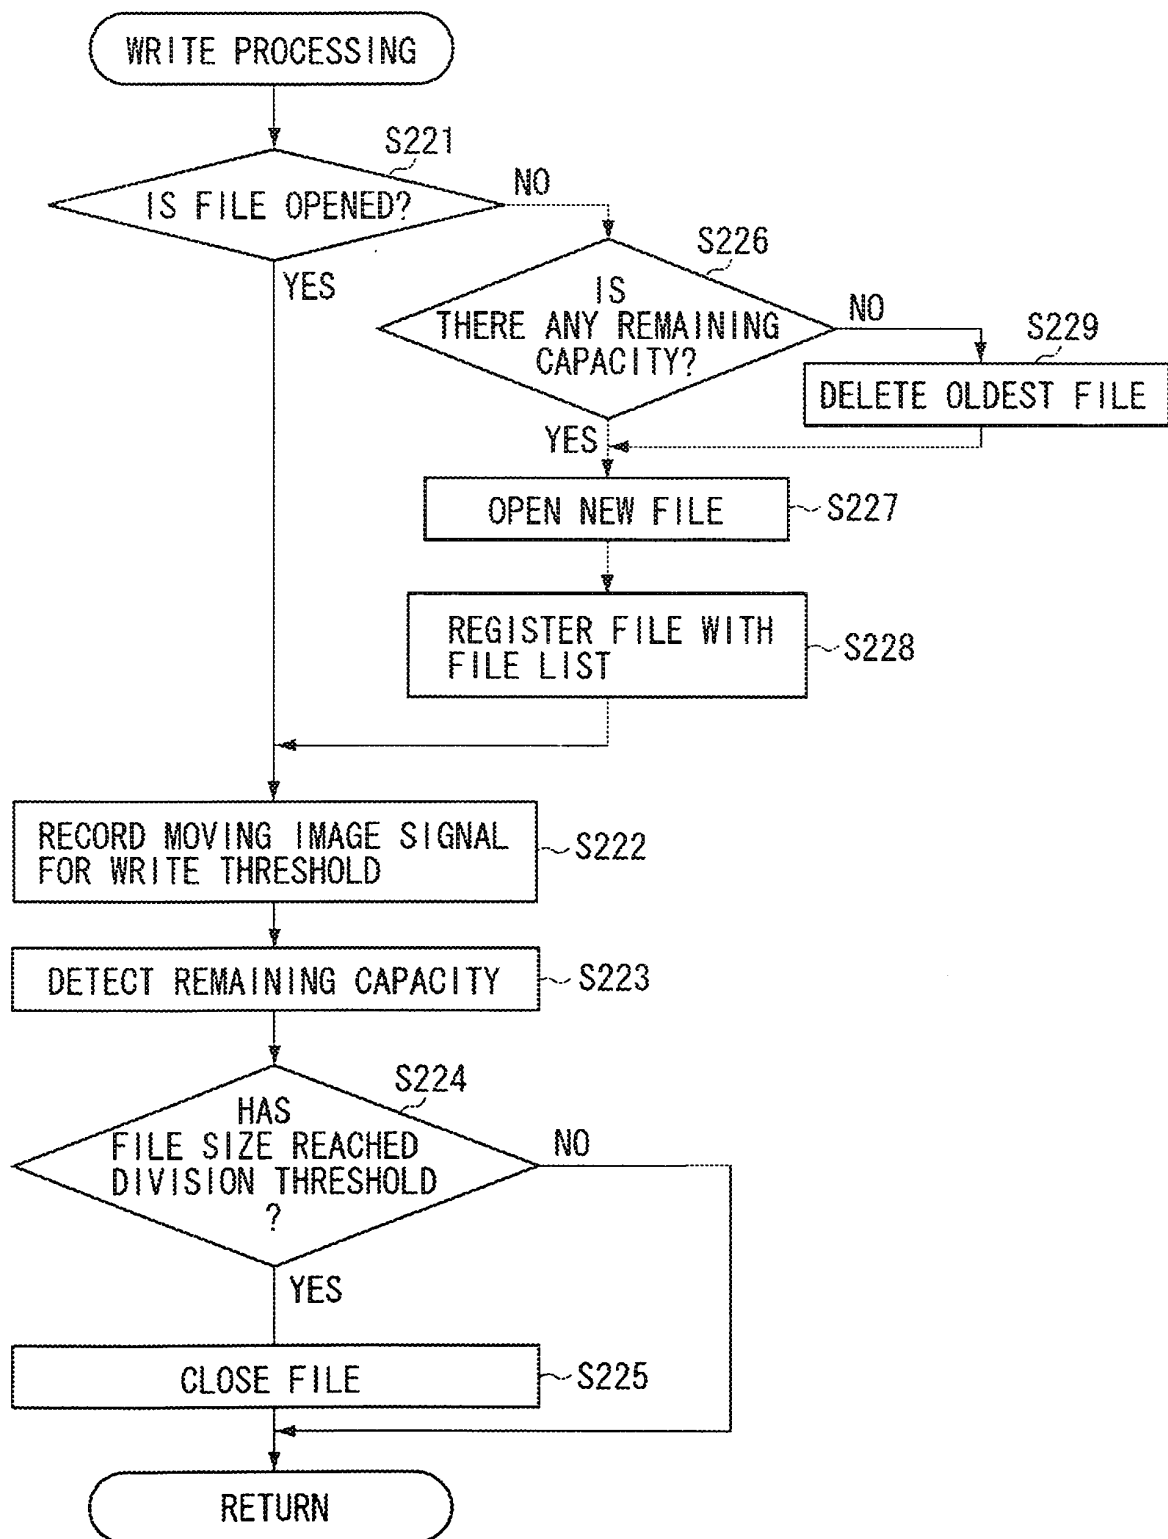 WRITE PROCESSING
S221
IS FILE OPENED?
NO
YES
S226
IS
THERE ANY REMAINING
CAPACITY?
NO
S229
DELETE OLDEST FILE
YES
OPEN NEW FILE
S227
REGISTER FILE WITH
FILE LIST
S228
RECORD MOVING IMAGE SIGNAL
FOR WRITE THRESHOLD
S222
DETECT REMAINING CAPACITY
S223
S224
HAS
FILE SIZE REACHED
DIVISION THRESHOLD
?
NO
YES
CLOSE FILE
S225
RETURN